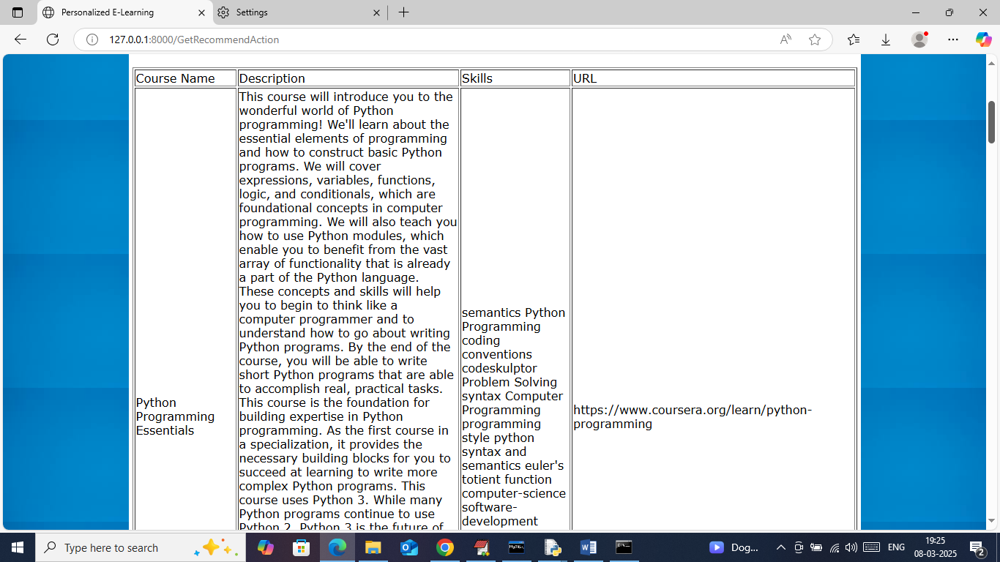 Personalized E-Learning
Settings
127.0.0.1:8000/GetRecommendAction
Course Name
Description
Skills
URL
Python
Programming
Essentials
This course will introduce you to the
wonderful world of Python
programming! We'll learn about the
essential elements of programming
and how to construct basic Python
programs. We will cover
expressions, variables, functions,
logic, and conditionals, which are
foundational concepts in computer
programming. We will also teach you
how to use Python modules, which
enable you to benefit from the vast
array of functionality that is already
a part of the Python language.
These concepts and skills will help
you to begin to think like a
computer programmer and to
understand how to go about writing
Python programs. By the end of the
course, you will be able to write
short Python programs that are able
to accomplish real, practical tasks.
This course is the foundation for
building expertise in Python
programming. As the first course in
a specialization, it provides the
necessary building blocks for you to
succeed at learning to write more
complex Python programs. This
course uses Python 3. While many
Python programs continue to use
Python 2, Python 3 is the future of
semantics Python
Programming
coding
conventions
codeskulptor
Problem Solving
syntax Computer
Programming
programming
style python
syntax and
semantics euler's
totient function
computer-science
software-
development
https://www.coursera.org/learn/python-
programming
Type here to search
Dog...
ENG
19:25
08-03-2025
2